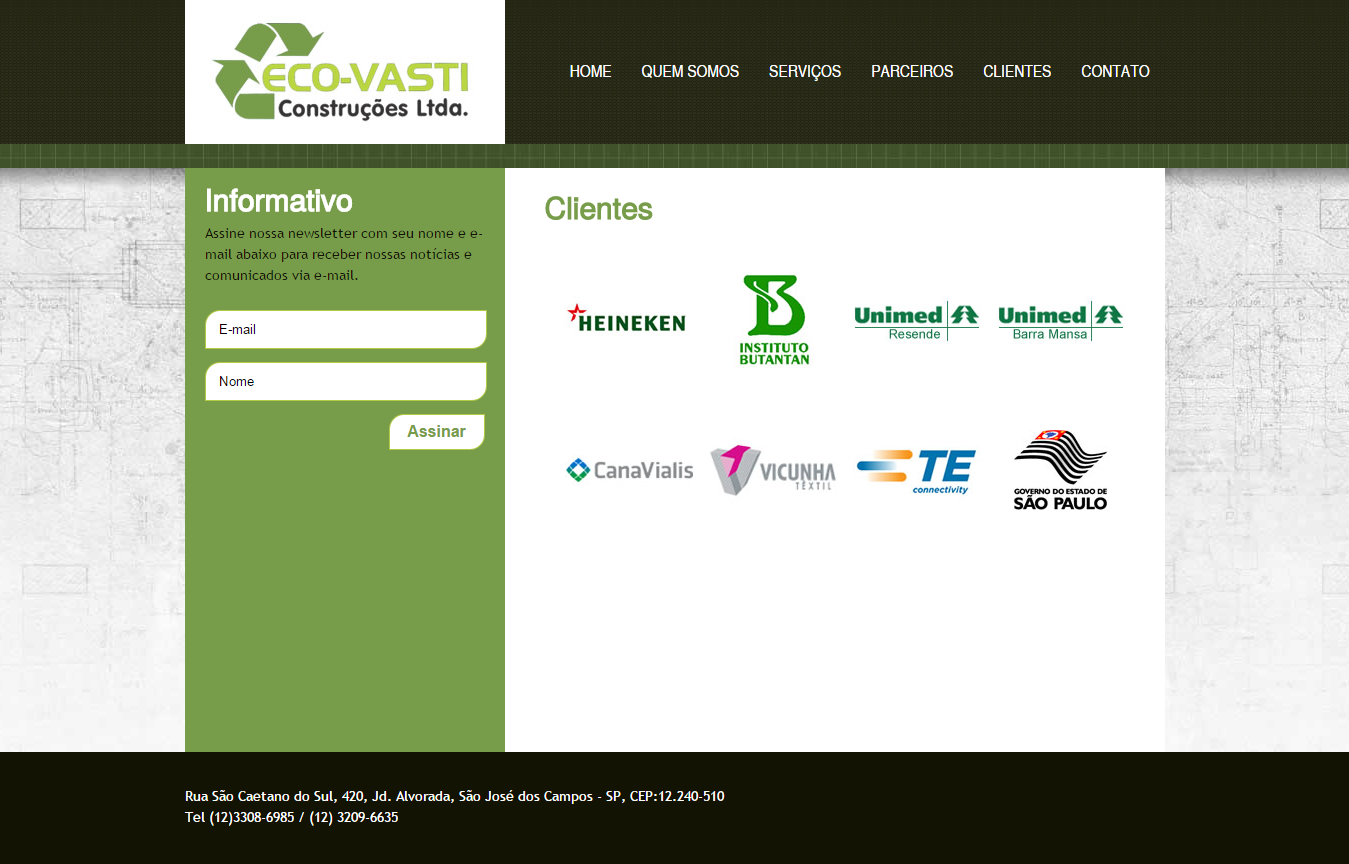 ECO-VASTI
Construções Ltda.
HOME QUEM SOMOS SERVIÇOS PARCEIROS CLIENTES CONTATO
Informativo
Assine nossa newsletter com seu nome e e-
mail abaixo para receber nossas notícias e
comunicados via e-mail.
E-mail
Nome
Assinar
Clientes
HEINEKEN
INSTITUTO
BUTANTAN
Unimed
Resende
Unimed
Barra Mansa
CanaVialis
VICUNHA
TÊXTIL
TE
connectivity
GOVERNO DO ESTADO DE
SÃO PAULO
Rua São Caetano do Sul, 420, Jd. Alvorada, São José dos Campos - SP, CEP:12.240-510
Tel (12)3308-6985 / (12) 3209-6635